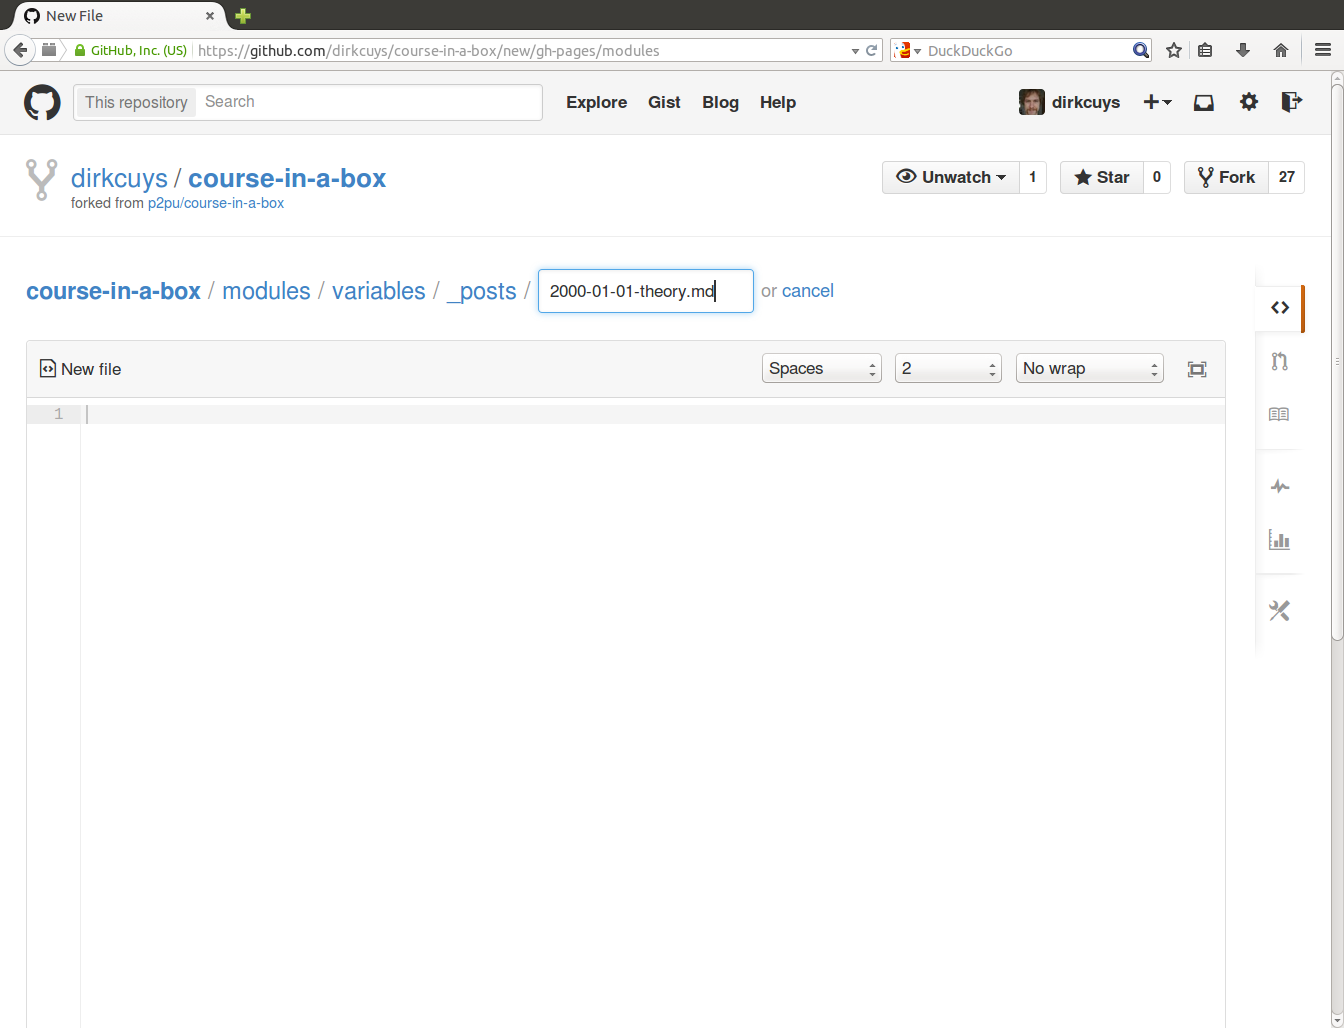 New File
GitHub, Inc. (US) https://github.com/dirkcuys/course-in-a-box/new/gh-pages/modules DuckDuckGo
This repository Search Explore Gist Blog Help dirkcuys
dirkcuys / course-in-a-box Unwatch 1 Star 0 Fork 27
forked from p2pu/course-in-a-box
course-in-a-box / modules / variables / _posts / 2000-01-01-theory.md or cancel
New file Spaces 2 No wrap
1